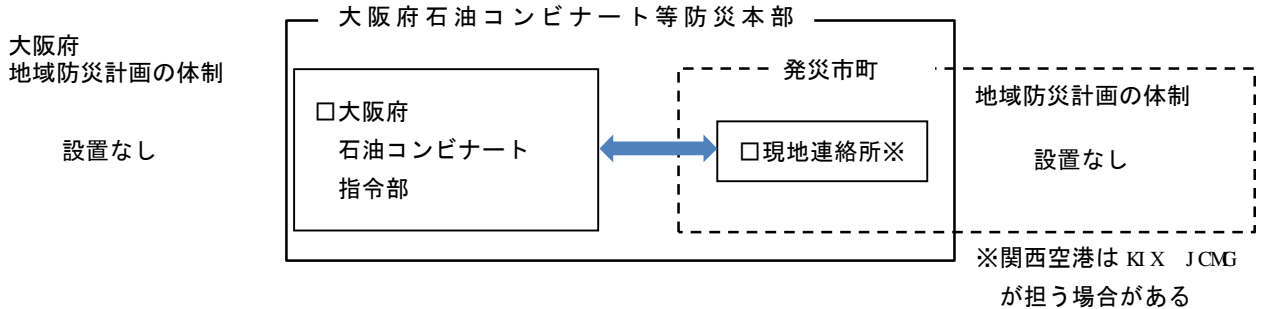 大阪府石油コンビナート等防災本部
大阪府
地域防災計画の体制
設置なし
□大阪府
石油コンビナート
指令部
発災市町
□現地連絡所※
地域防災計画の体制
設置なし
※関西空港は KIX JCMG
が担う場合がある